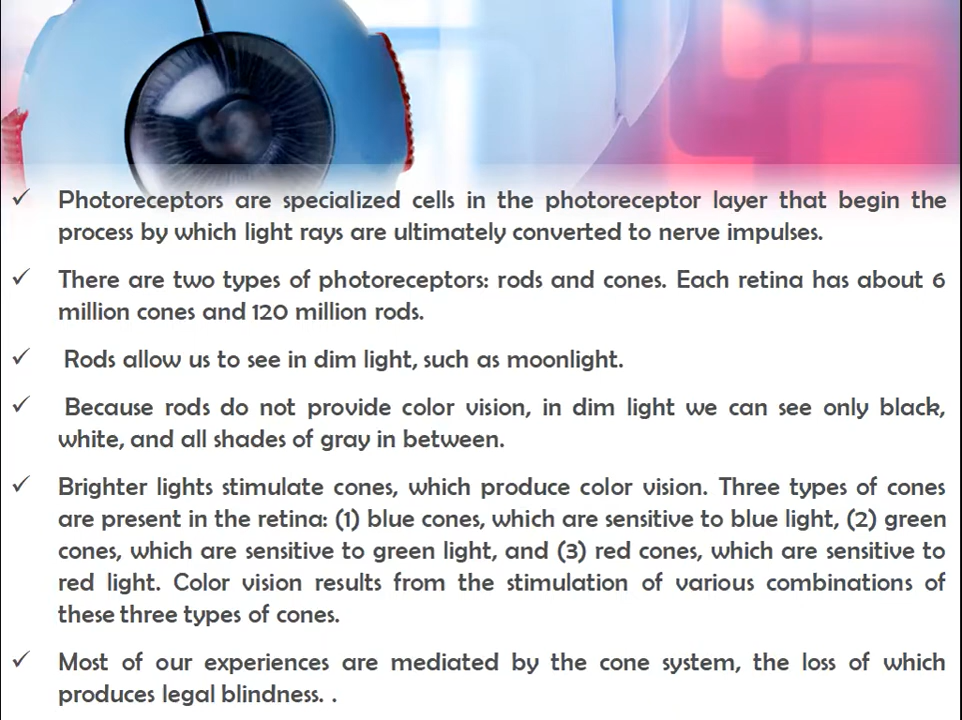 ✓ Photoreceptors are specialized cells in the photoreceptor layer that begin the
process by which light rays are ultimately converted to nerve impulses.
✓ There are two types of photoreceptors: rods and cones. Each retina has about 6
million cones and 120 million rods.
✓ Rods allow us to see in dim light, such as moonlight.
✓ Because rods do not provide color vision, in dim light we can see only black,
white, and all shades of gray in between.
✓ Brighter lights stimulate cones, which produce color vision. Three types of cones
are present in the retina: (1) blue cones, which are sensitive to blue light, (2) green
cones, which are sensitive to green light, and (3) red cones, which are sensitive to
red light. Color vision results from the stimulation of various combinations of
these three types of cones.
✓ Most of our experiences are mediated by the cone system, the loss of which
produces legal blindness. .